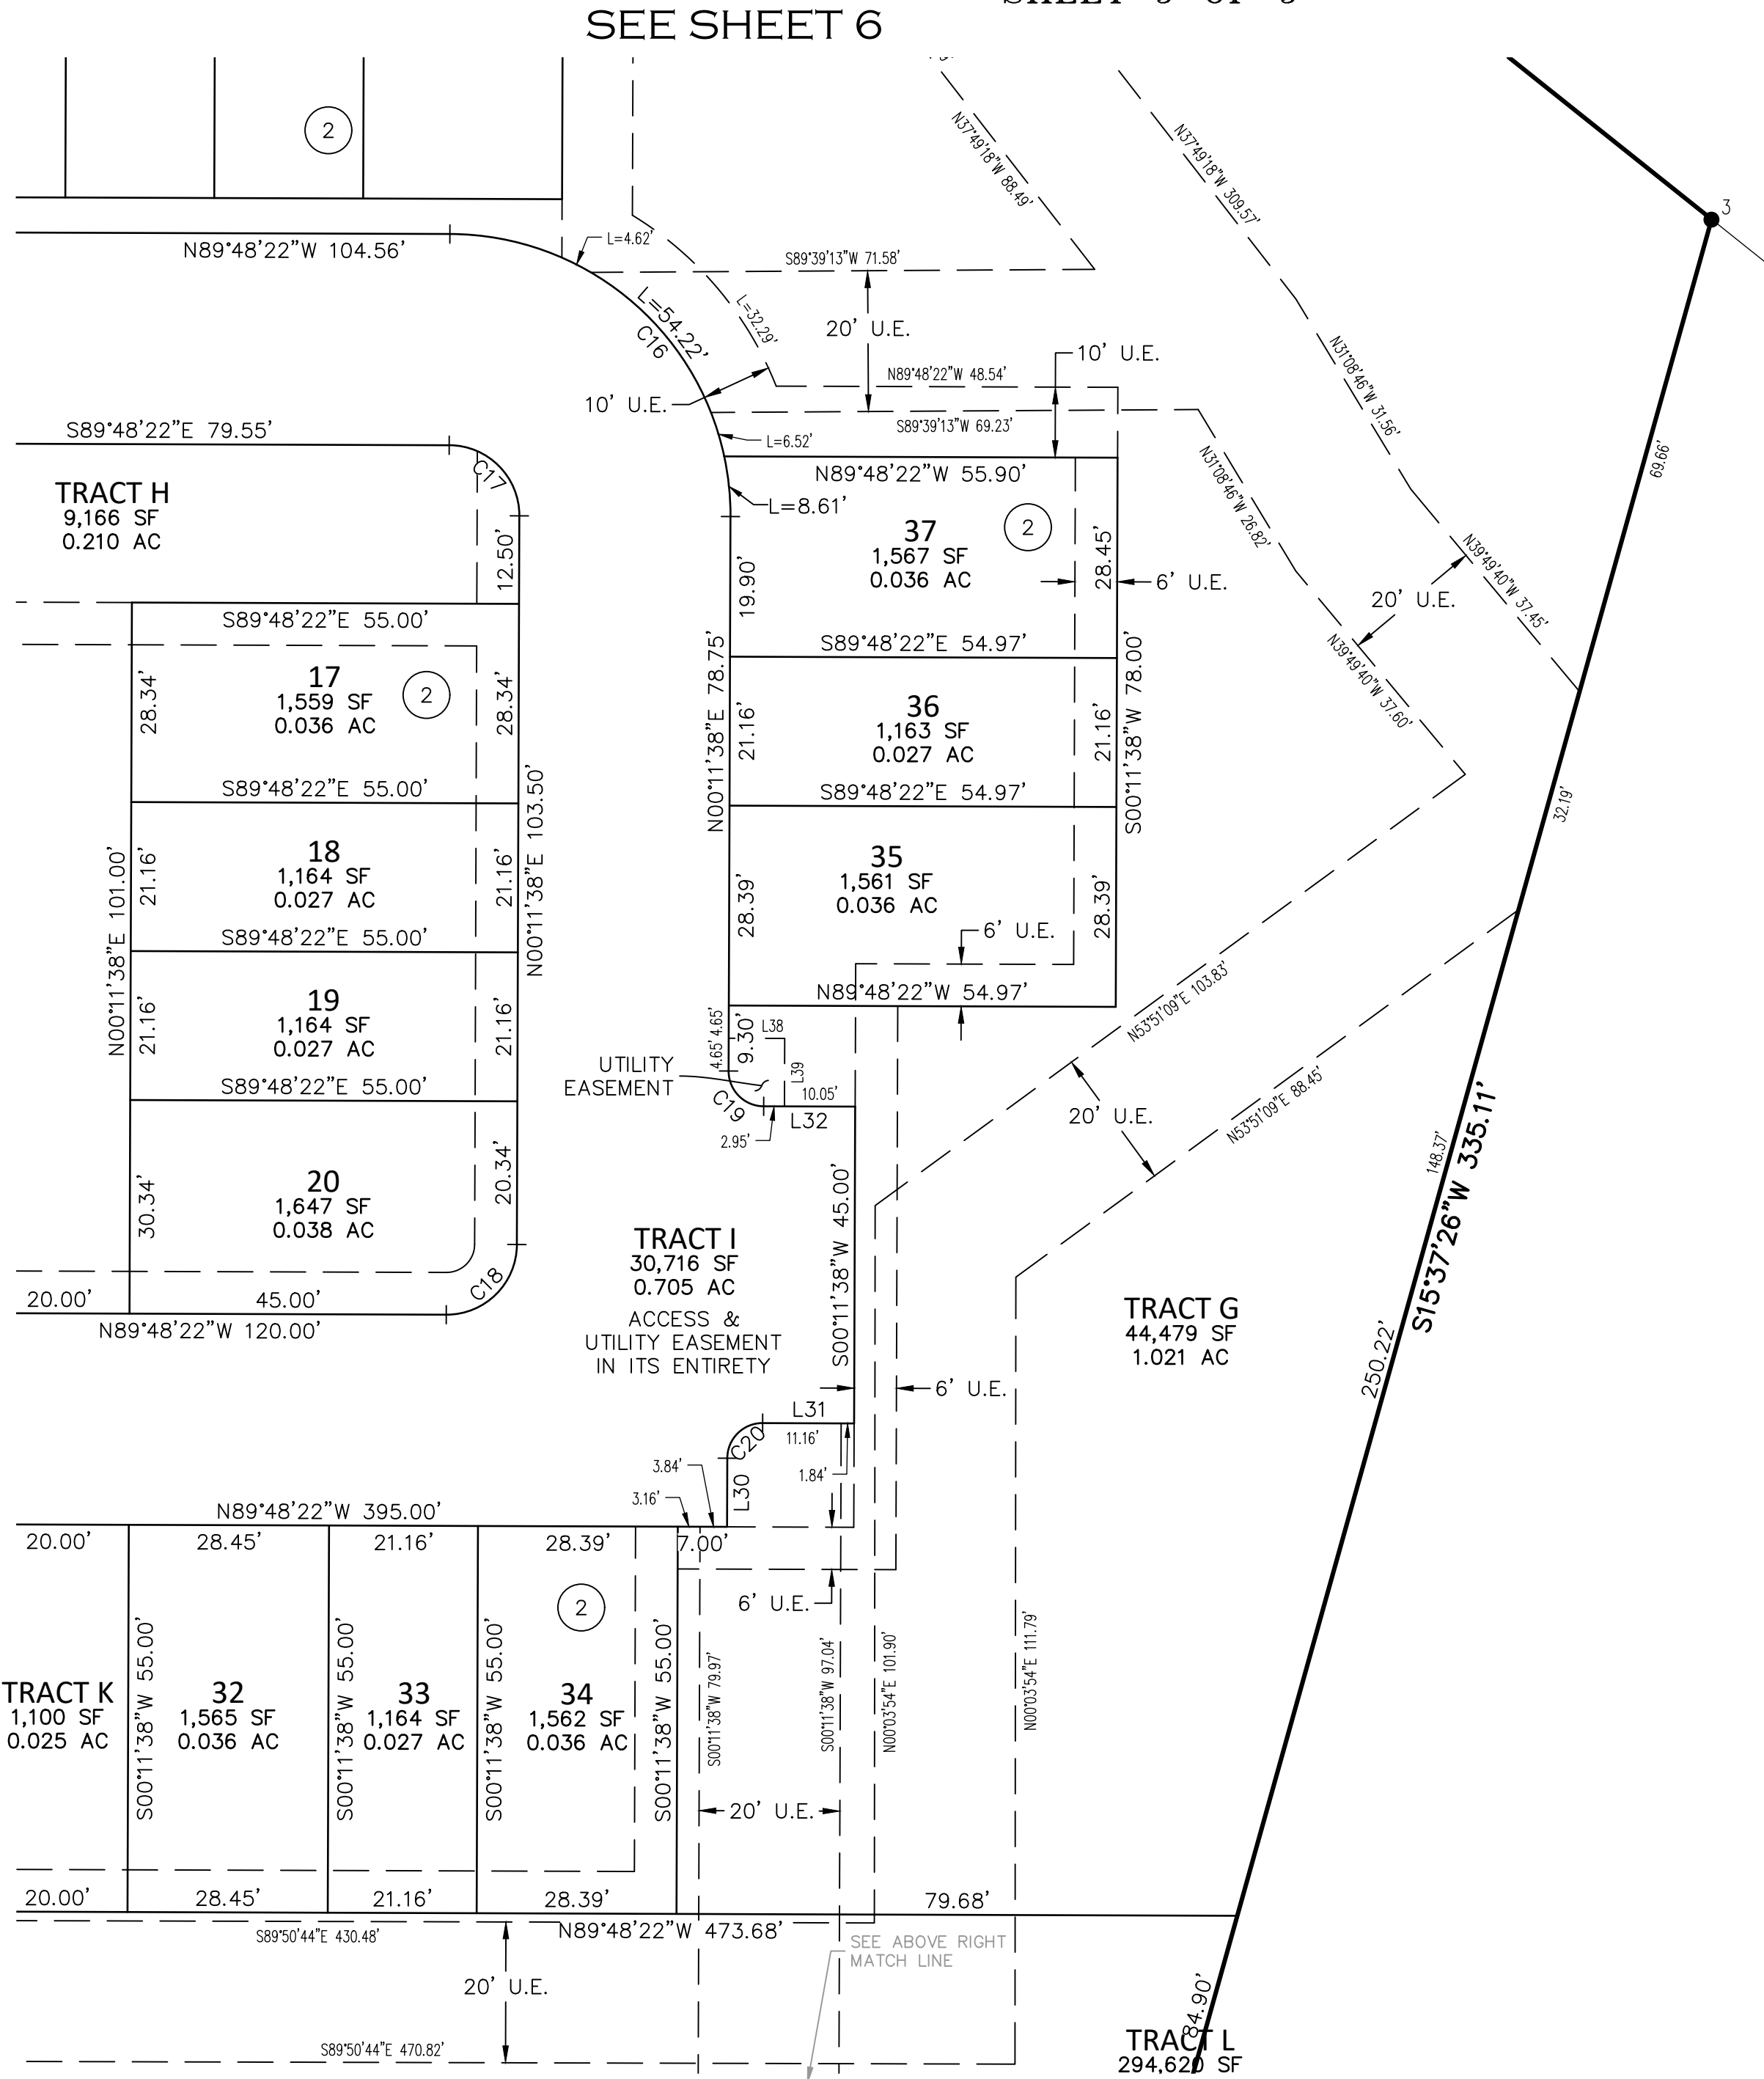 SEE SHEET 6
2
N89°48'22"W 104.56'
L=4.62'
N37°49'18"W 88.49'
N37°49'18"W 309.57'
3
S89°39'13"W 71.58'
L=54.22'
C16
L=32.29'
20' U.E.
10' U.E.
N89°48'22"W 48.54'
10' U.E.
S89°39'13"W 69.23'
L=6.52'
N31°08'46"W 31.56'
N31°08'46"W 26.82'
69.66'
S89°48'22"E 79.55'
C17
N89°48'22"W 55.90'
L=8.61'
TRACT H
9,166 SF
0.210 AC
12.50'
37
1,567 SF
0.036 AC
2
19.90'
28.45'
6' U.E.
20' U.E.
N39°49'40"W 37.45'
N39°49'40"W 37.60'
S89°48'22"E 55.00'
S89°48'22"E 54.97'
17
1,559 SF
0.036 AC
2
28.34'
28.34'
N00°11'38"E 78.75'
36
1,163 SF
0.027 AC
21.16'
21.16'
S00°11'38"W 78.00'
S89°48'22"E 55.00'
S89°48'22"E 54.97'
32.19'
N00°11'38"E 103.50'
18
1,164 SF
0.027 AC
21.16'
21.16'
N00°11'38"E 101.00'
35
1,561 SF
0.036 AC
28.39'
28.39'
6' U.E.
S89°48'22"E 55.00'
N89°48'22"W 54.97'
N53°51'09"E 103.83'
19
1,164 SF
0.027 AC
21.16'
21.16'
4.65'
4.65'
9.30'
L38
L39
UTILITY
EASEMENT
10.05'
C19
L32
2.95'
S89°48'22"E 55.00'
20' U.E.
N53°51'09"E 88.45'
148.37'
S15°37'26"W 335.11'
20
1,647 SF
0.038 AC
30.34'
20.34'
TRACT I
30,716 SF
0.705 AC
ACCESS &
UTILITY EASEMENT
IN ITS ENTIRETY
S00°11'38"W 45.00'
C18
20.00'
45.00'
N89°48'22"W 120.00'
TRACT G
44,479 SF
1.021 AC
250.22'
6' U.E.
L31
11.16'
C20
1.84'
L30
3.84'
3.16'
N89°48'22"W 395.00'
20.00'
28.45'
21.16'
28.39'
7.00'
2
6' U.E.
TRACT K
1,100 SF
0.025 AC
S00°11'38"W 55.00'
32
1,565 SF
0.036 AC
S00°11'38"W 55.00'
33
1,164 SF
0.027 AC
S00°11'38"W 55.00'
34
1,562 SF
0.036 AC
S00°11'38"W 55.00'
S00°11'38"W 79.97'
S00°11'38"W 97.04'
N00°03'54"E 101.90'
N00°03'54"E 111.79'
20' U.E.
20.00'
28.45'
21.16'
28.39'
79.68'
S89°50'44"E 430.48'
N89°48'22"W 473.68'
SEE ABOVE RIGHT
MATCH LINE
20' U.E.
84.90'
S89°50'44"E 470.82'
TRACT L
294,620 SF